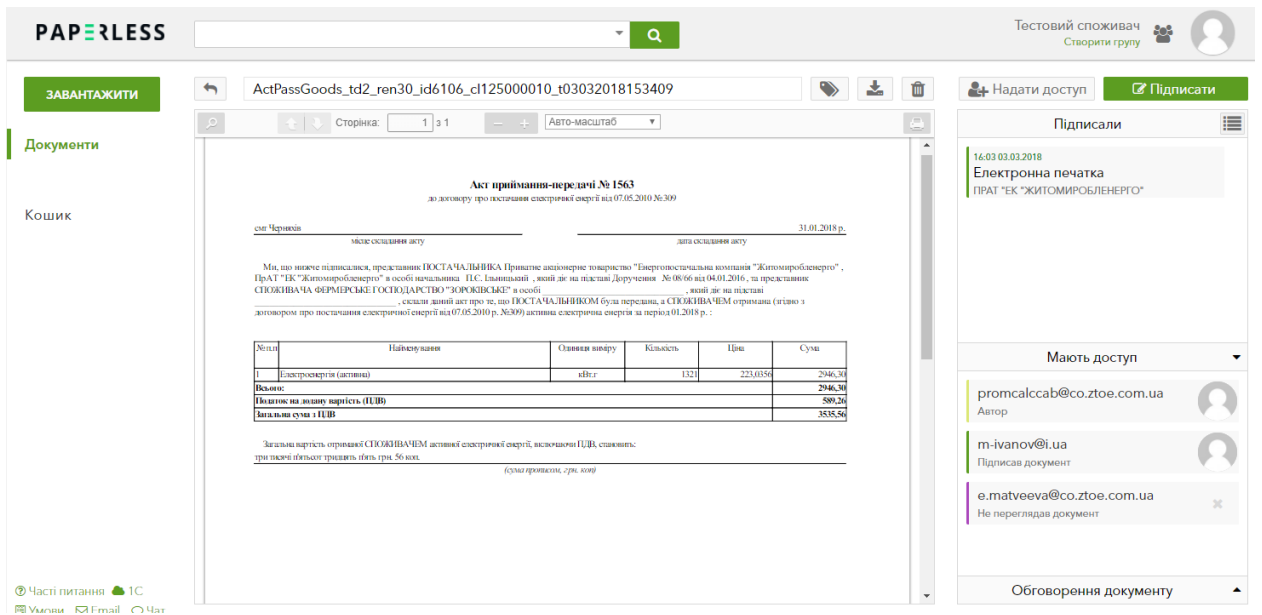 PAPERLESS
Тестовий споживач
Створити групу
ЗАВАНТАЖИТИ
Документи
Кошик
ActPassGoods_td2_ren30_id6106_cl125000010_t03032018153409
Надати доступ
Підписати
Сторінка: 1 з 1
Авто-масштаб
Акт приймання-передачі № 1563
до договору про постачання електричної енергії від 07.05.2010 №309
смт Черняхів
31.01.2018 р.
місце складання акту
дата складання акту
Ми, що нижче підписалися, представник ПОСТАЧАЛЬНИКА Приватне акціонерне товариство "Енергопостачальна компанія "Житомиробленерго" ,
ПрАТ "ЕК "Житомиробленерго" в особі начальника П.Є. Ільницький , який діє на підставі Доручення № 08/66 від 04.01.2016 , та представник
СПОЖИВАЧА ФЕРМЕРСЬКЕ ГОСПОДАРСТВО "ЗОРОКІВСЬКЕ" в особі , який діє на підставі
, склали даний акт про те, що ПОСТАЧАЛЬНИКОМ була передана, а СПОЖИВАЧЕМ отримана (згідно з
договором про постачання електричної енергії від 07.05.2010 р. №309) активна електрична енергія за період 01.2018 р. :
№п.п Найменування Одиниця виміру Кількість Ціна Сума
1 Електроенергія (активна) кВт.г 1321 223,0356 2946,30
Всього: 2946,30
Податок на додану вартість (ПДВ) 589,26
Загальна сума з ПДВ 3535,56
Загальна вартість отриманої СПОЖИВАЧЕМ активної електричної енергії, включаючи ПДВ, становить:
три тисячі п'ятсот тридцять п'ять грн. 56 коп.
(сума прописом, грн. коп)
Підписали
16:03 03.03.2018
Електронна печатка
ПРАТ "ЕК "ЖИТОМИРОБЛЕНЕРГО"
Мають доступ
promcalccab@co.ztoe.com.ua
Автор
m-ivanov@i.ua
Підписав документ
e.matveeva@co.ztoe.com.ua
Не переглядав документ
Обговорення документу
Часті питання 1С
Умови Email Чат